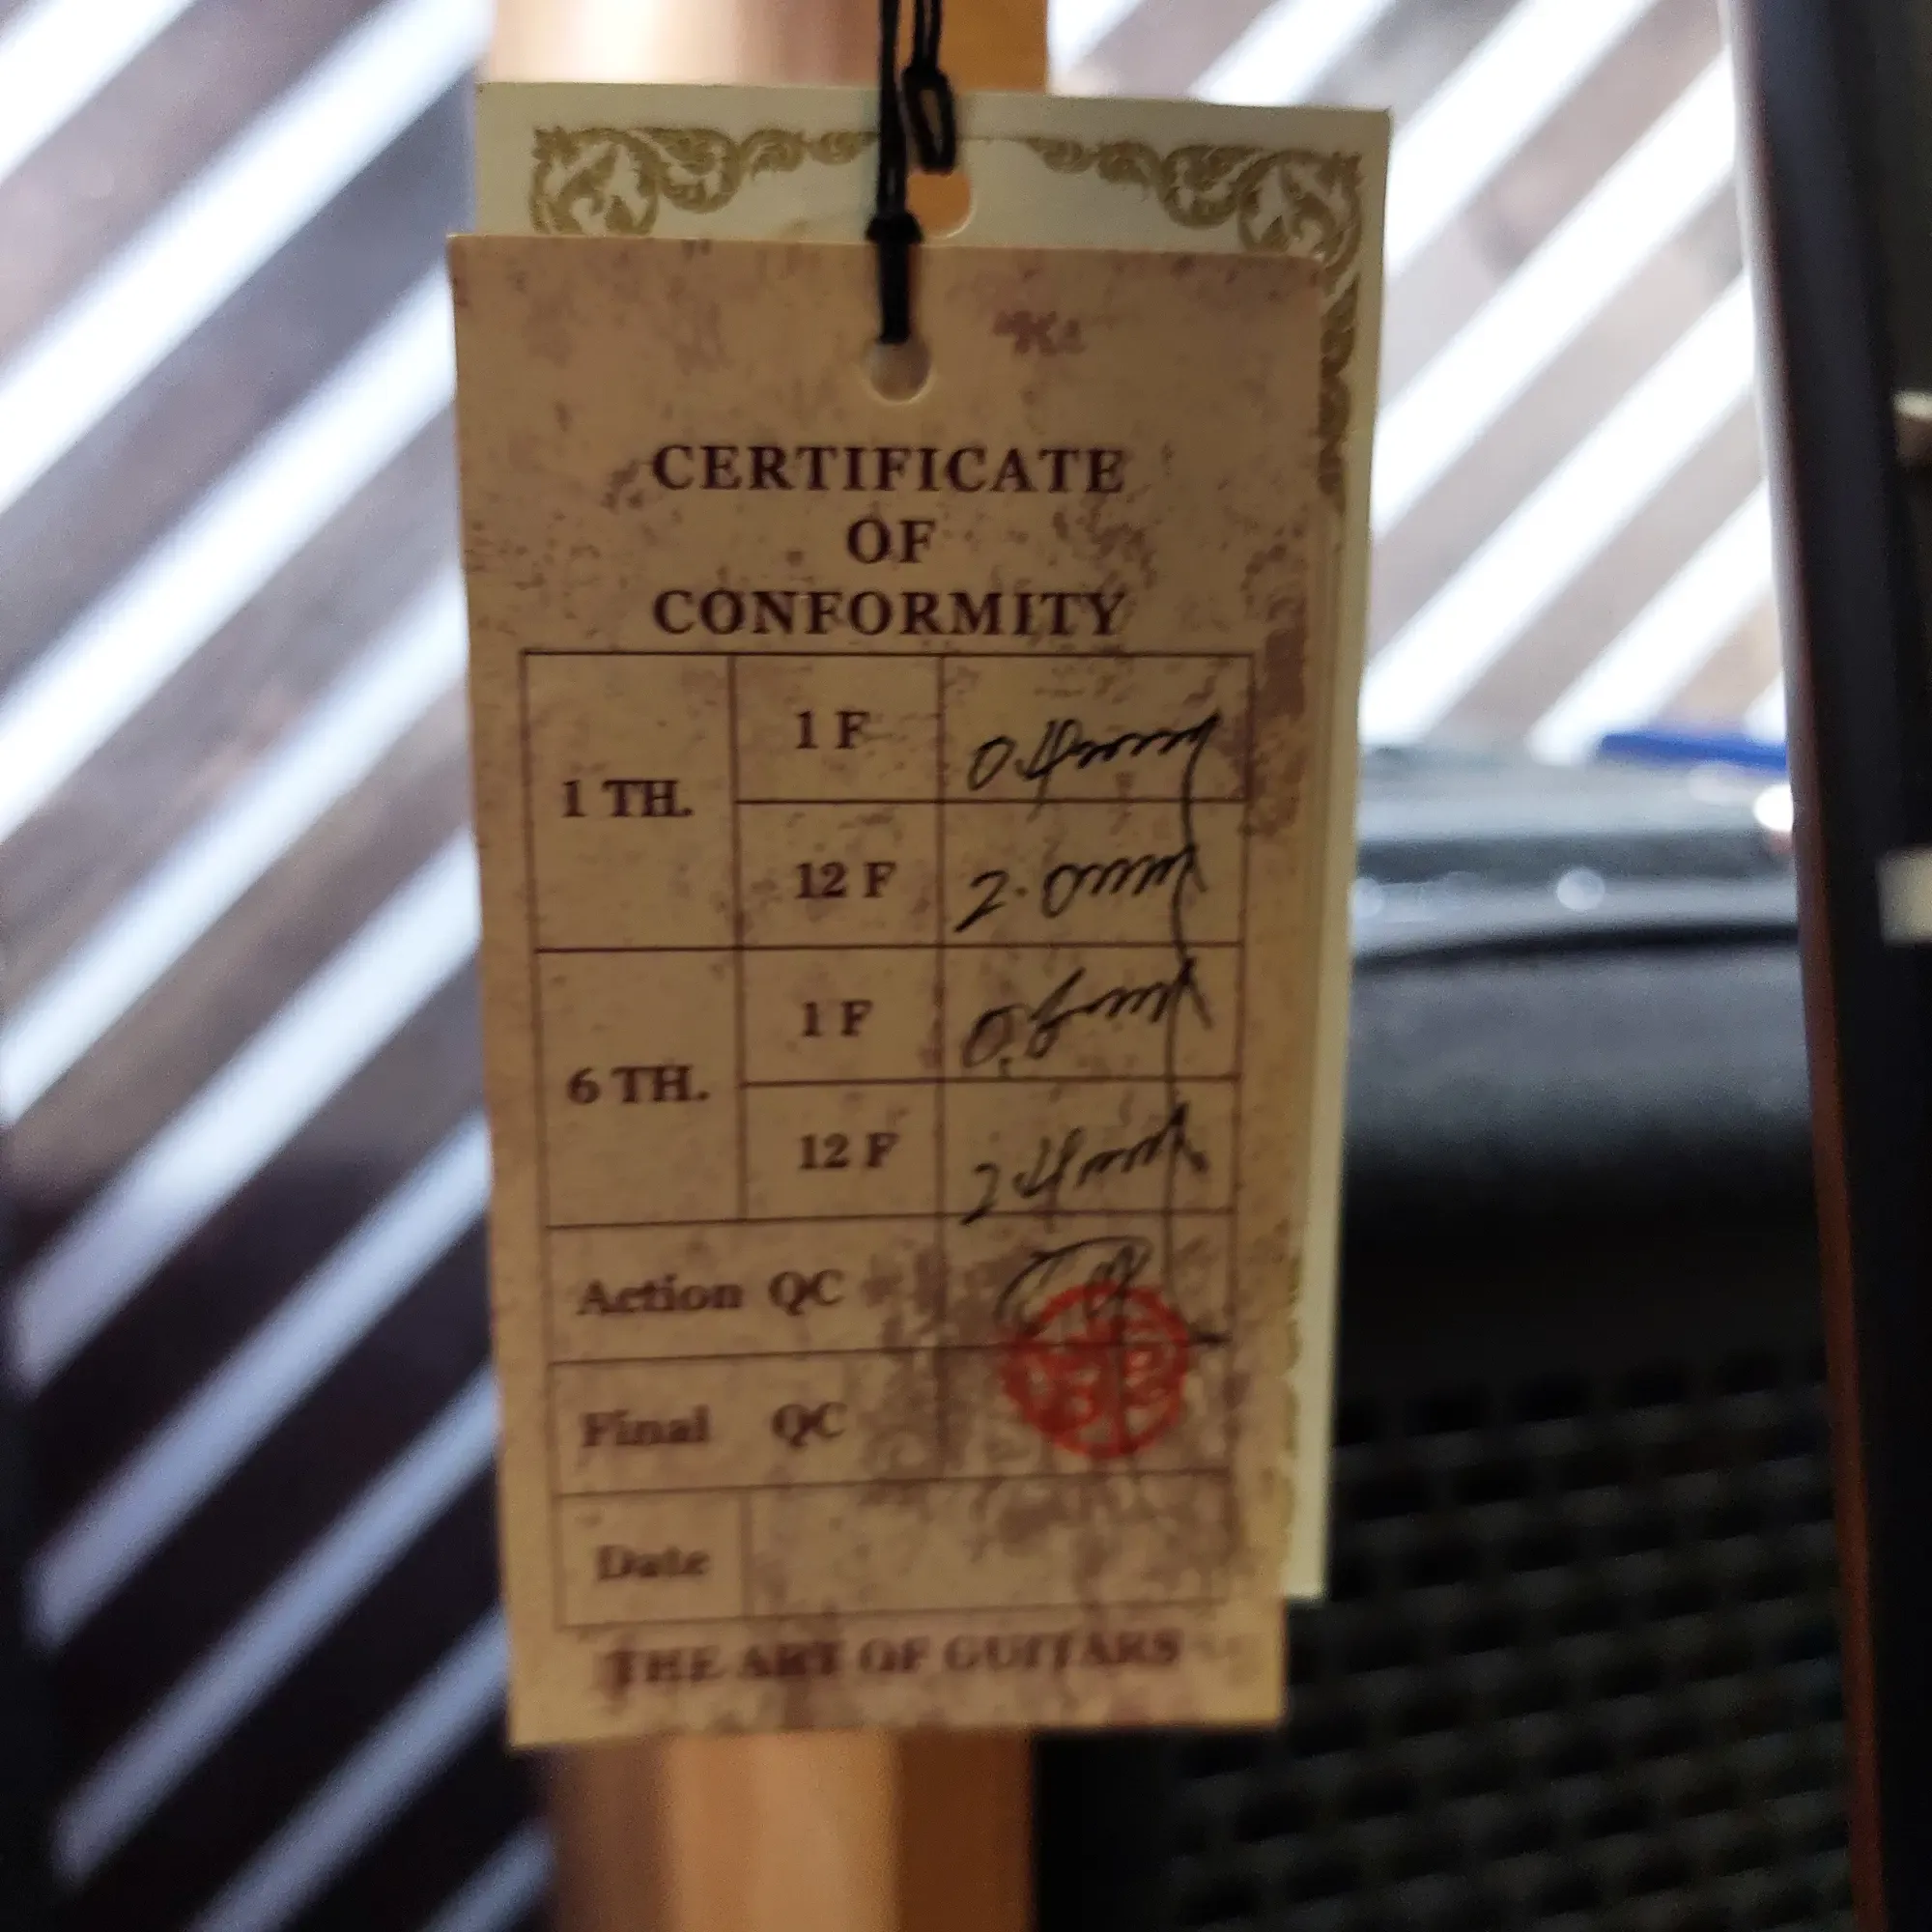 CERTIFICATE
OF
CONFORMITY
1 TH.
1 F
0.4mm
12 F
2.0mm
6 TH.
1 F
0.6mm
12 F
2.4mm
Action QC
Final QC
Date
THE ART OF GUITARS